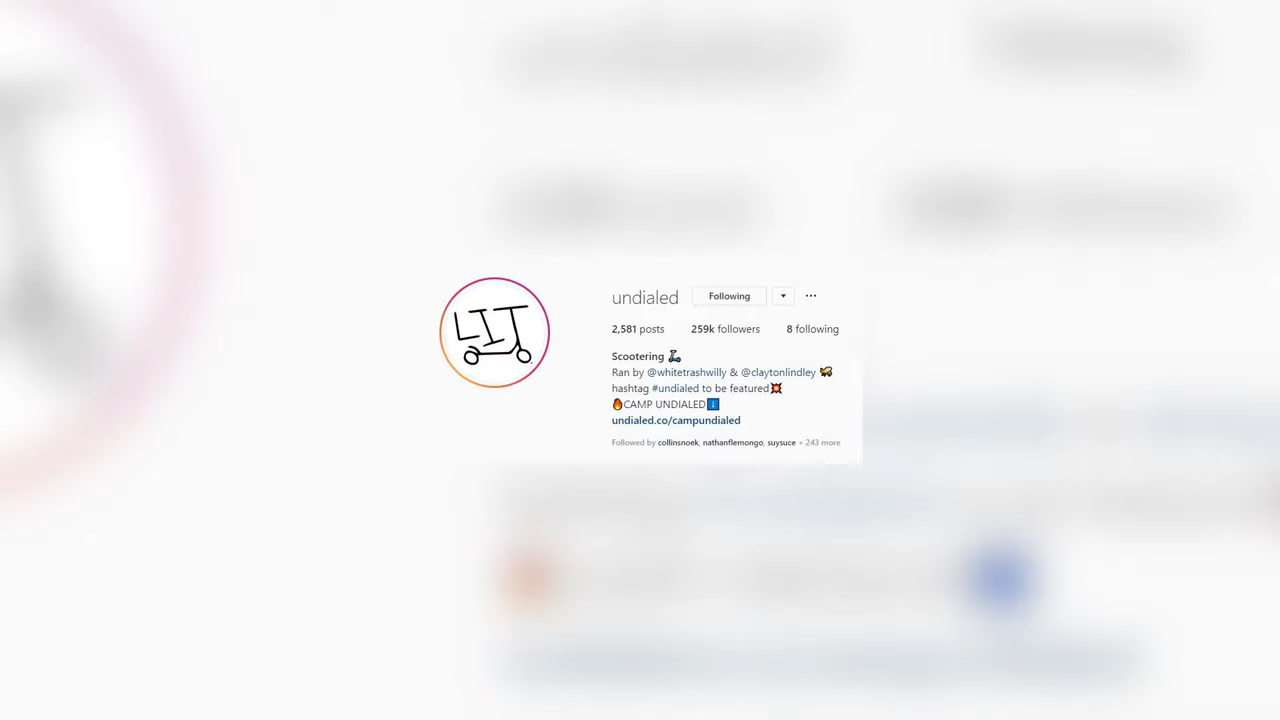 LIT
undialed Following ▾ ...
2,581 posts 259k followers 8 following
Scootering 🛴
Ran by @whitetrashwilly & @claytonlindley 🐝
hashtag #undialed to be featured💥
🔥CAMP UNDIALED⬇️
undialed.co/campundialed
Followed by collinsnoek, nathanflemongo, suysuce + 243 more